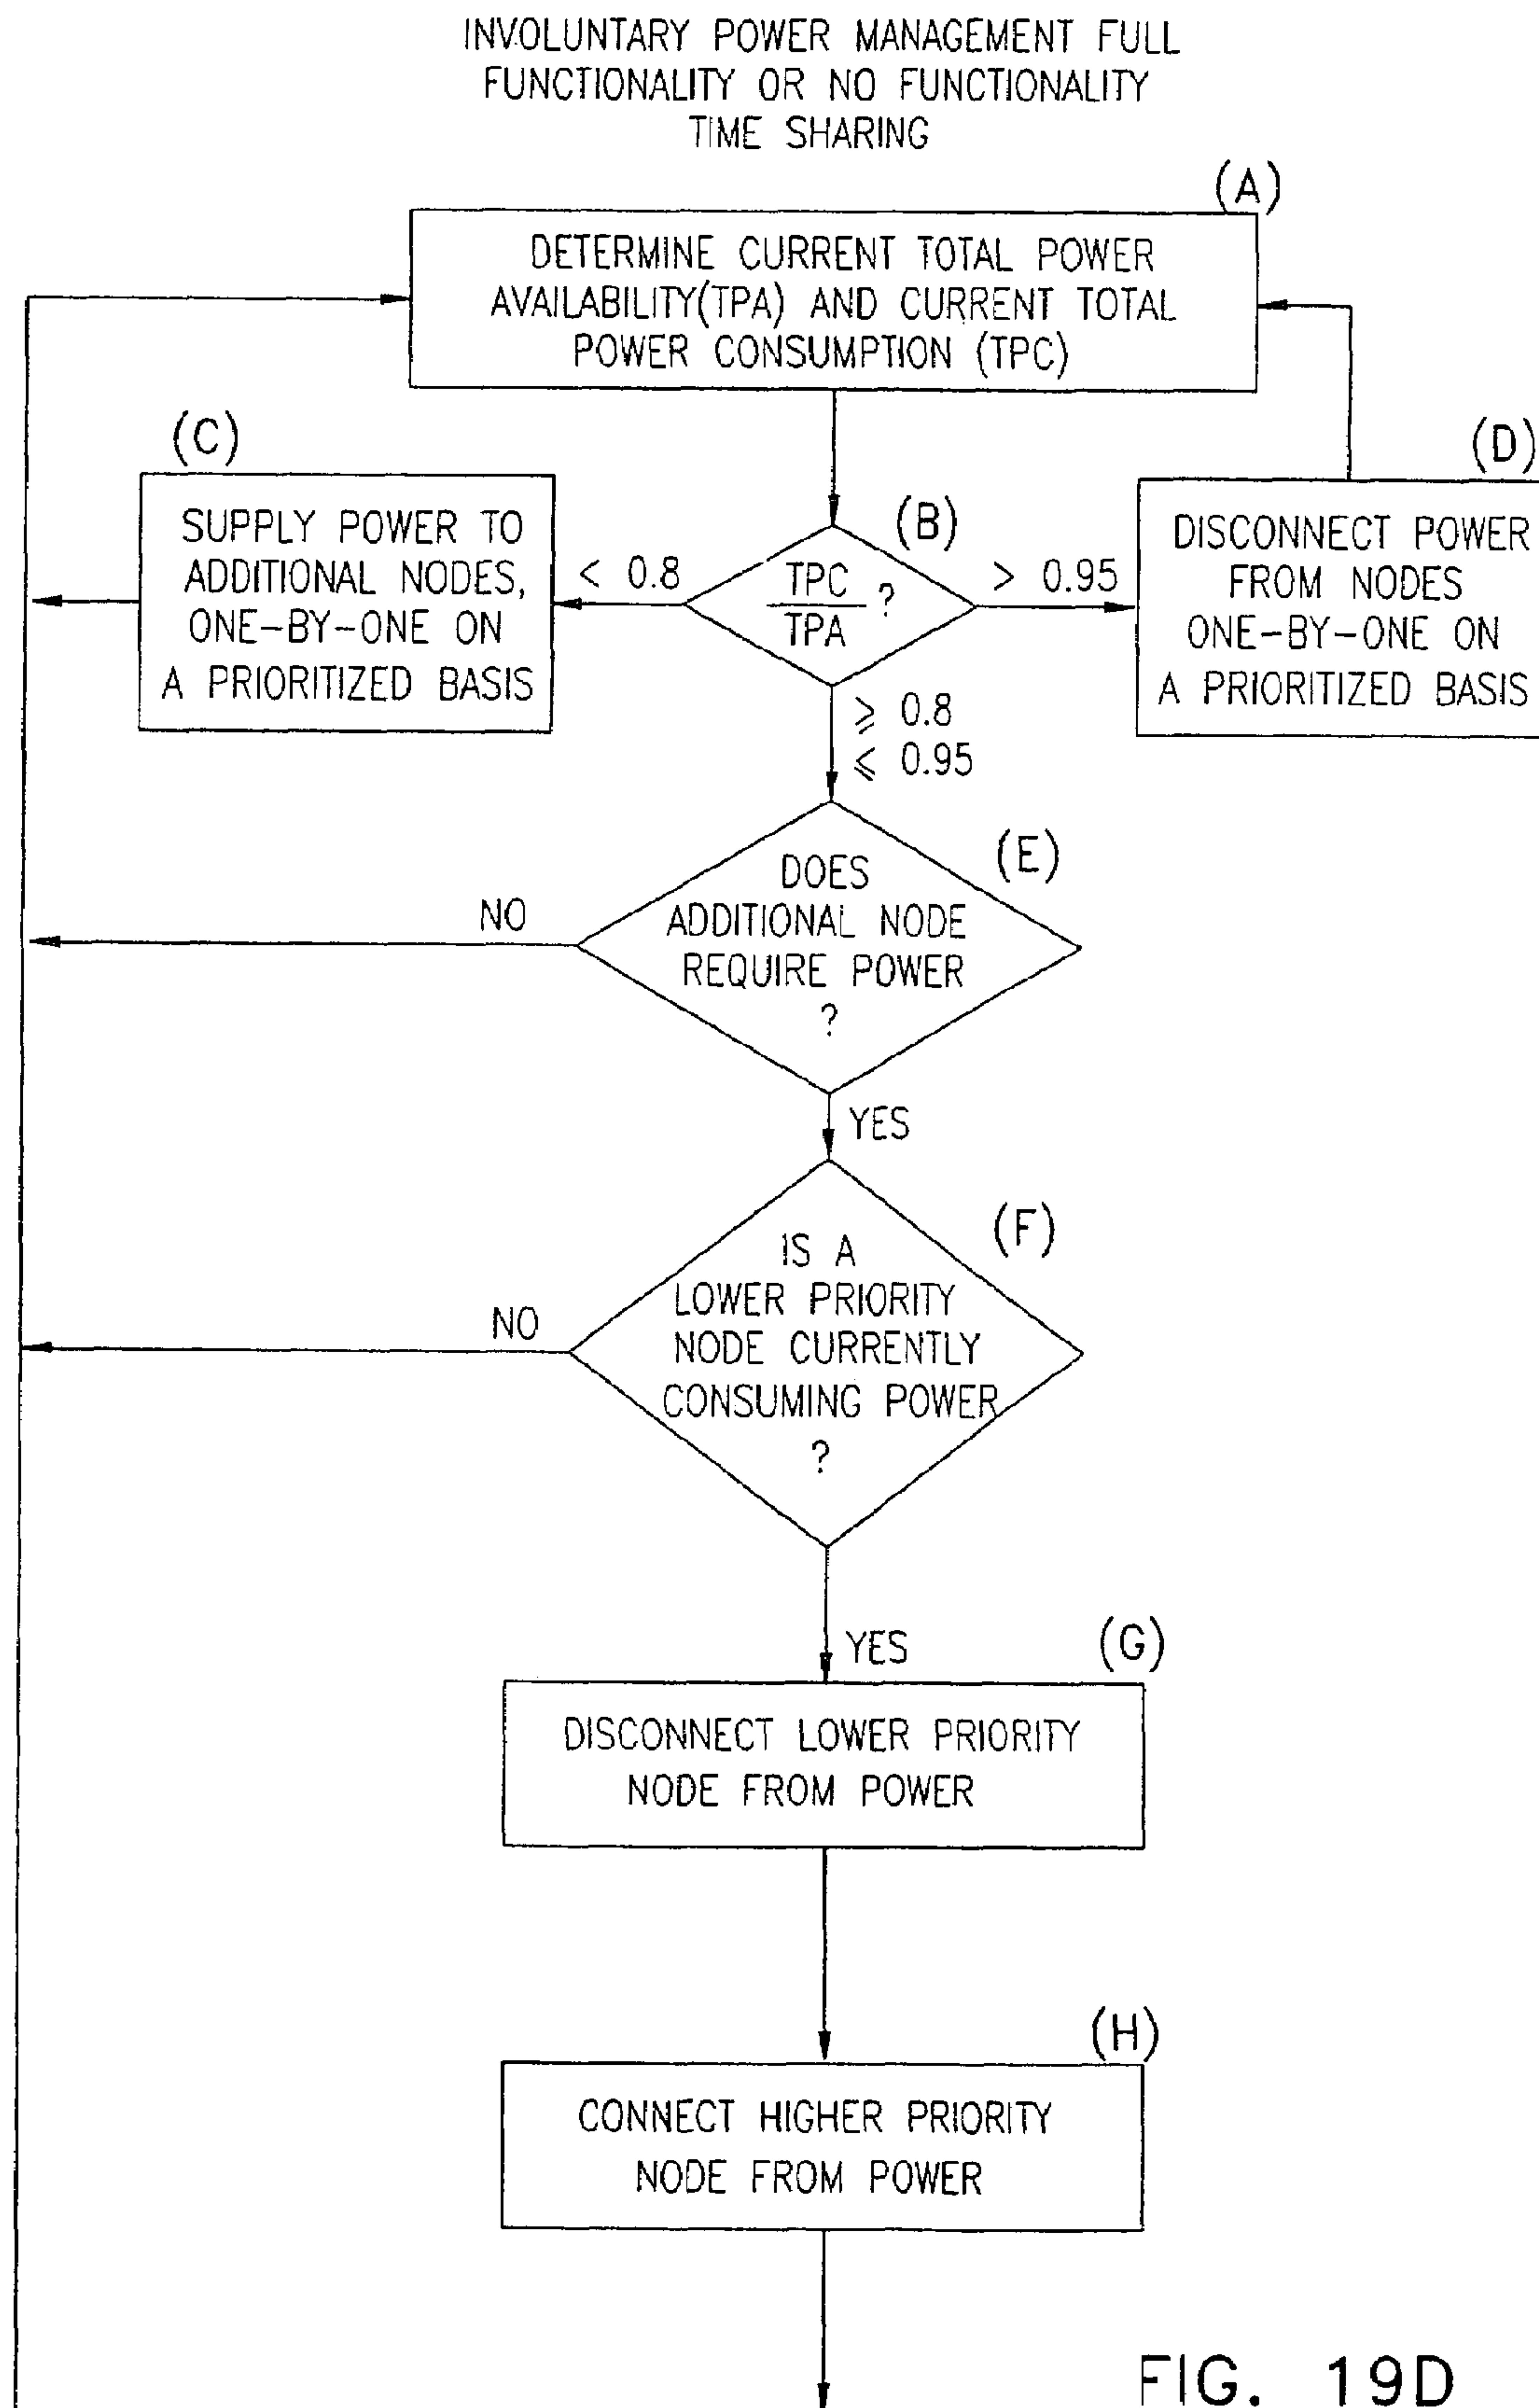 INVOLUNTARY POWER MANAGEMENT FULL
FUNCTIONALITY OR NO FUNCTIONALITY
TIME SHARING
(A)
DETERMINE CURRENT TOTAL POWER
AVAILABILITY(TPA) AND CURRENT TOTAL
POWER CONSUMPTION (TPC)
(C)
SUPPLY POWER TO
ADDITIONAL NODES,
ONE-BY-ONE ON
A PRIORITIZED BASIS
< 0.8
(B)
TPC
TPA
?
> 0.95
(D)
DISCONNECT POWER
FROM NODES
ONE-BY-ONE ON
A PRIORITIZED BASIS
⩾ 0.8
⩽ 0.95
(E)
DOES
ADDITIONAL NODE
REQUIRE POWER
?
NO
YES
(F)
IS A
LOWER PRIORITY
NODE CURRENTLY
CONSUMING POWER
?
NO
YES
(G)
DISCONNECT LOWER PRIORITY
NODE FROM POWER
(H)
CONNECT HIGHER PRIORITY
NODE FROM POWER
FIG. 19D